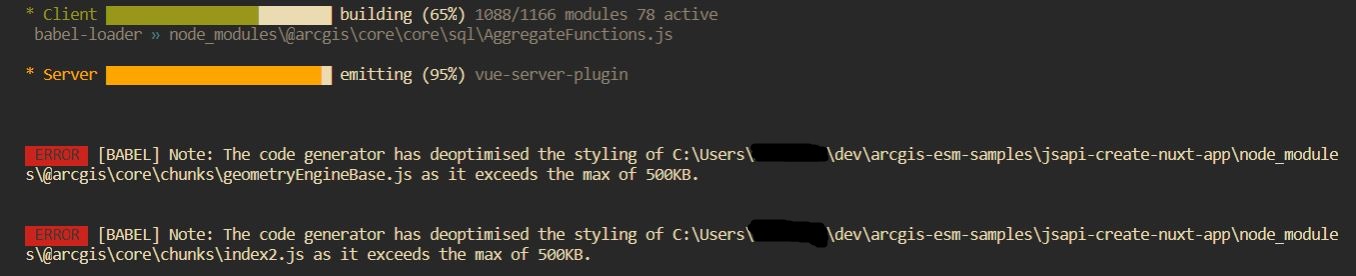 * Client building (65%) 1088/1166 modules 78 active
babel-loader » node_modules\@arcgis\core\core\sql\AggregateFunctions.js
* Server emitting (95%) vue-server-plugin
ERROR [BABEL] Note: The code generator has deoptimised the styling of C:\Users\ \dev\arcgis-esm-samples\jsapi-create-nuxt-app\node_module
s\@arcgis\core\chunks\geometryEngineBase.js as it exceeds the max of 500KB.
ERROR [BABEL] Note: The code generator has deoptimised the styling of C:\Users\ \dev\arcgis-esm-samples\jsapi-create-nuxt-app\node_module
s\@arcgis\core\chunks\index2.js as it exceeds the max of 500KB.